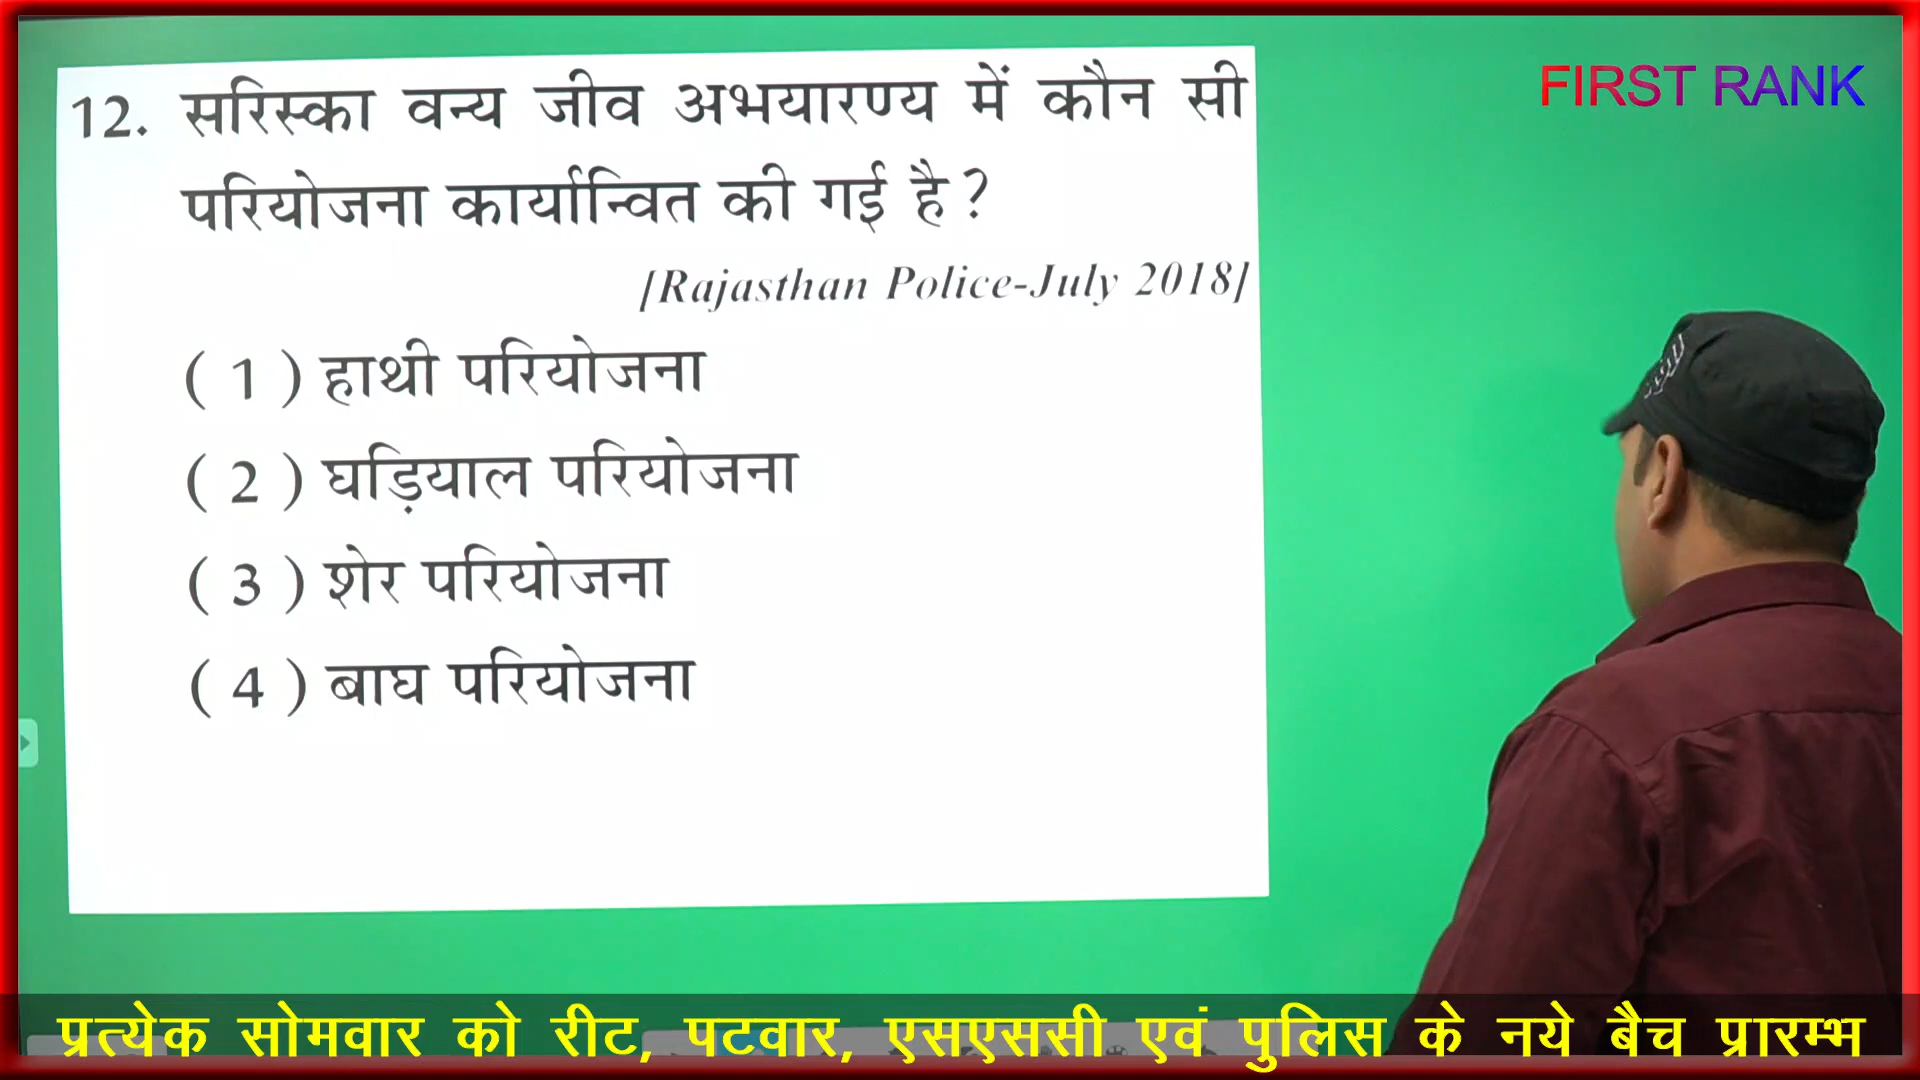 FIRST RANK
12. सरिस्का वन्य जीव अभयारण्य में कौन सी
परियोजना कार्यान्वित की गई है?
[Rajasthan Police-July 2018]
( 1 ) हाथी परियोजना
( 2 ) घड़ियाल परियोजना
( 3 ) शेर परियोजना
( 4 ) बाघ परियोजना
प्रत्येक सोमवार को रीट, पटवार, एसएससी एवं पुलिस के नये बैच प्रारम्भ